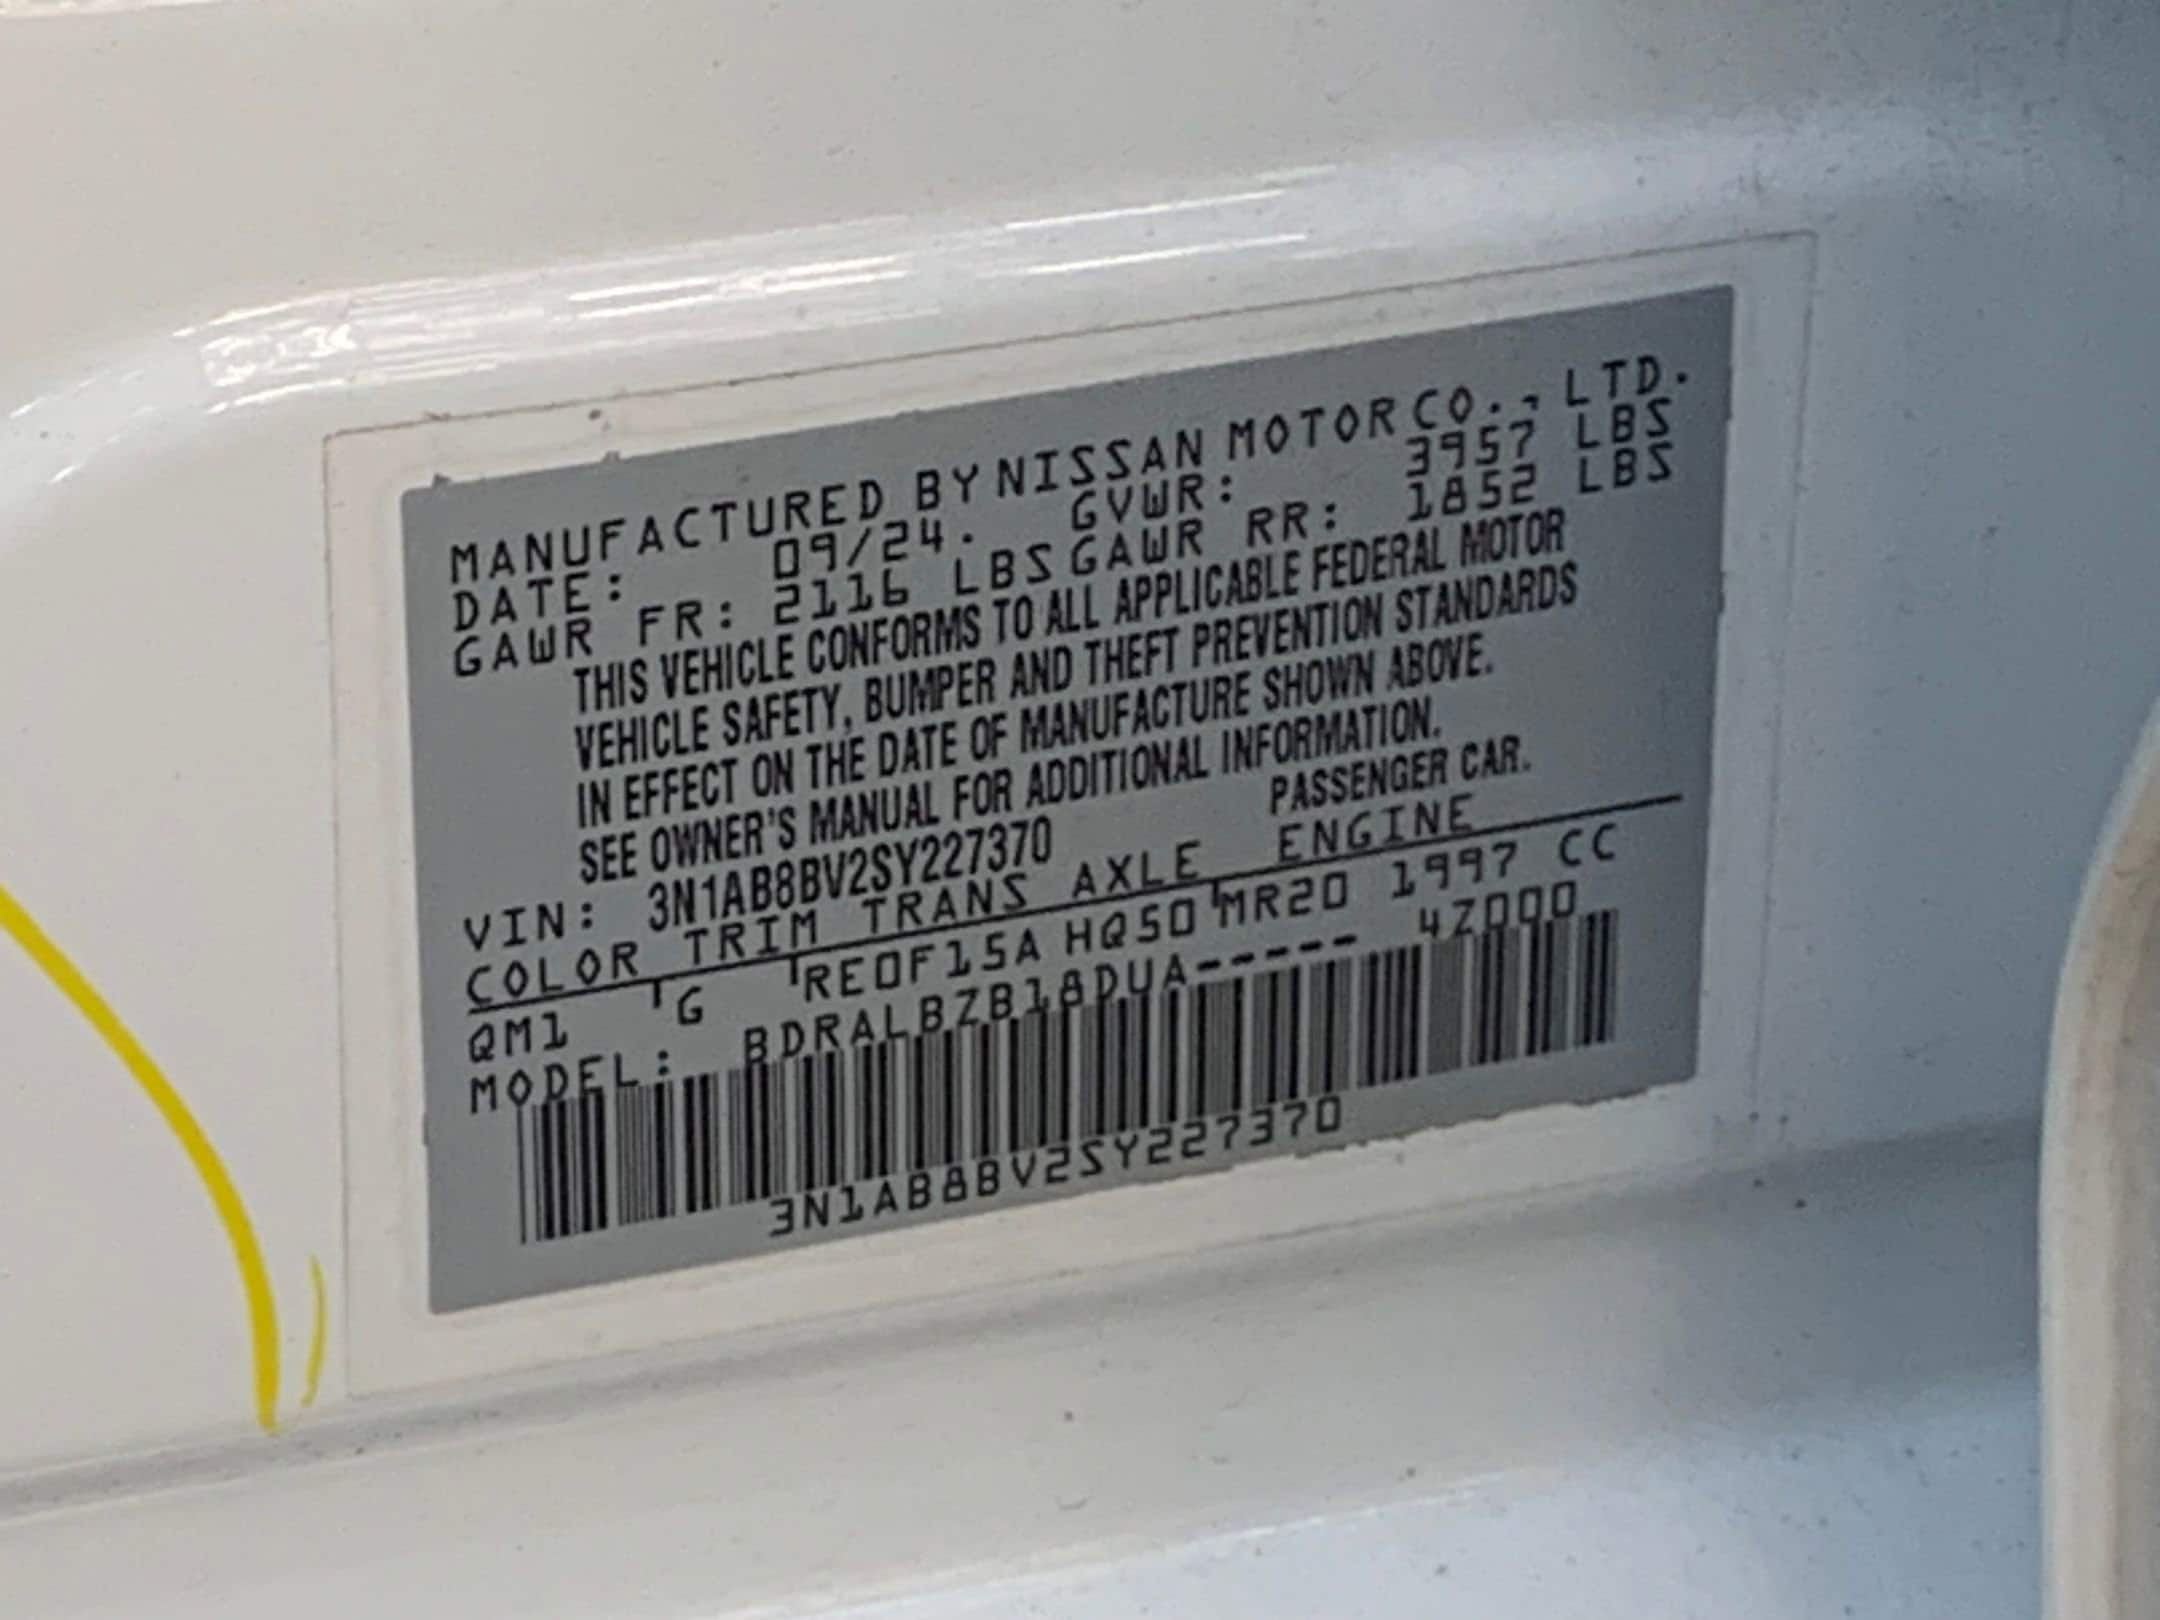 MANUFACTURED BY NISSAN MOTOR CO., LTD.
DATE: 09/24. GVWR: 3957 LBS
GAWR FR: 2116 LBS GAWR RR: 1852 LBS
THIS VEHICLE CONFORMS TO ALL APPLICABLE FEDERAL MOTOR
VEHICLE SAFETY, BUMPER AND THEFT PREVENTION STANDARDS
IN EFFECT ON THE DATE OF MANUFACTURE SHOWN ABOVE.
SEE OWNER'S MANUAL FOR ADDITIONAL INFORMATION.
VIN: 3N1AB8BV2SY227370 PASSENGER CAR.
COLOR TRIM TRANS AXLE ENGINE
QM1 G RE0F15A HQ50 MR20 1997 CC
MODEL: BDRALBZB18DUA----- 4Z000
3N1AB8BV2SY227370